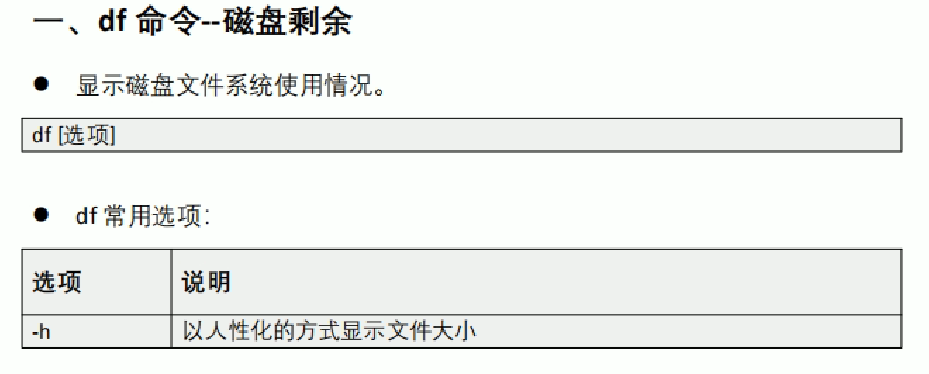 一、df 命令--磁盘剩余
● 显示磁盘文件系统使用情况。
df [选项]
● df 常用选项：
选项 说明
-h 以人性化的方式显示文件大小